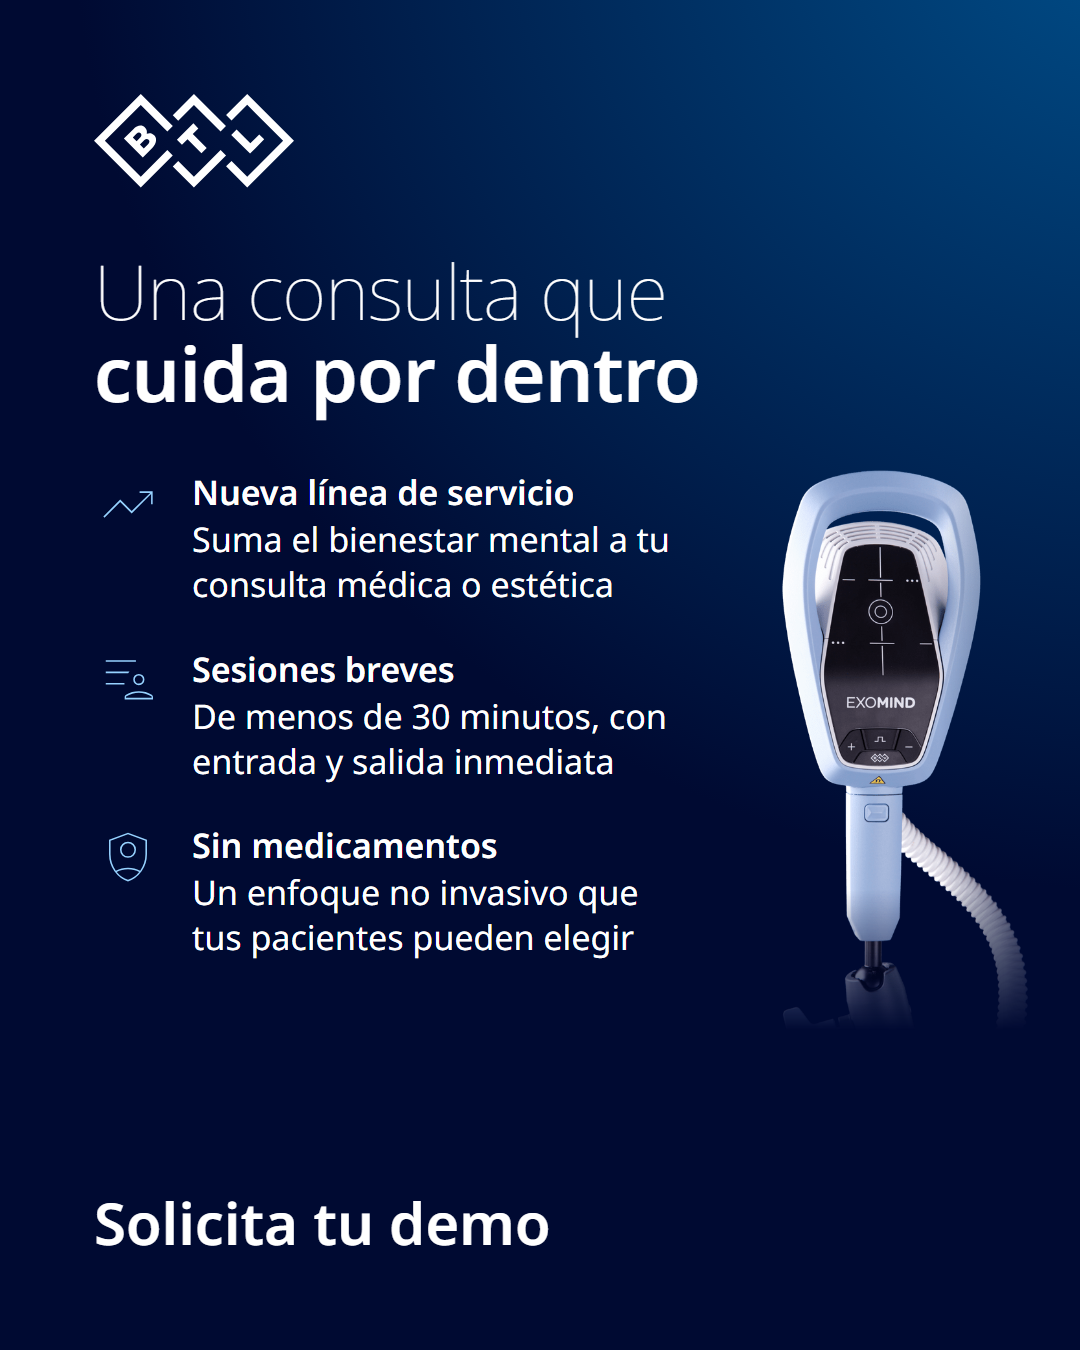 BTL
Una consulta que
cuida por dentro
Nueva línea de servicio
Suma el bienestar mental a tu
consulta médica o estética
Sesiones breves
De menos de 30 minutos, con
entrada y salida inmediata
Sin medicamentos
Un enfoque no invasivo que
tus pacientes pueden elegir
EXOMIND
Solicita tu demo